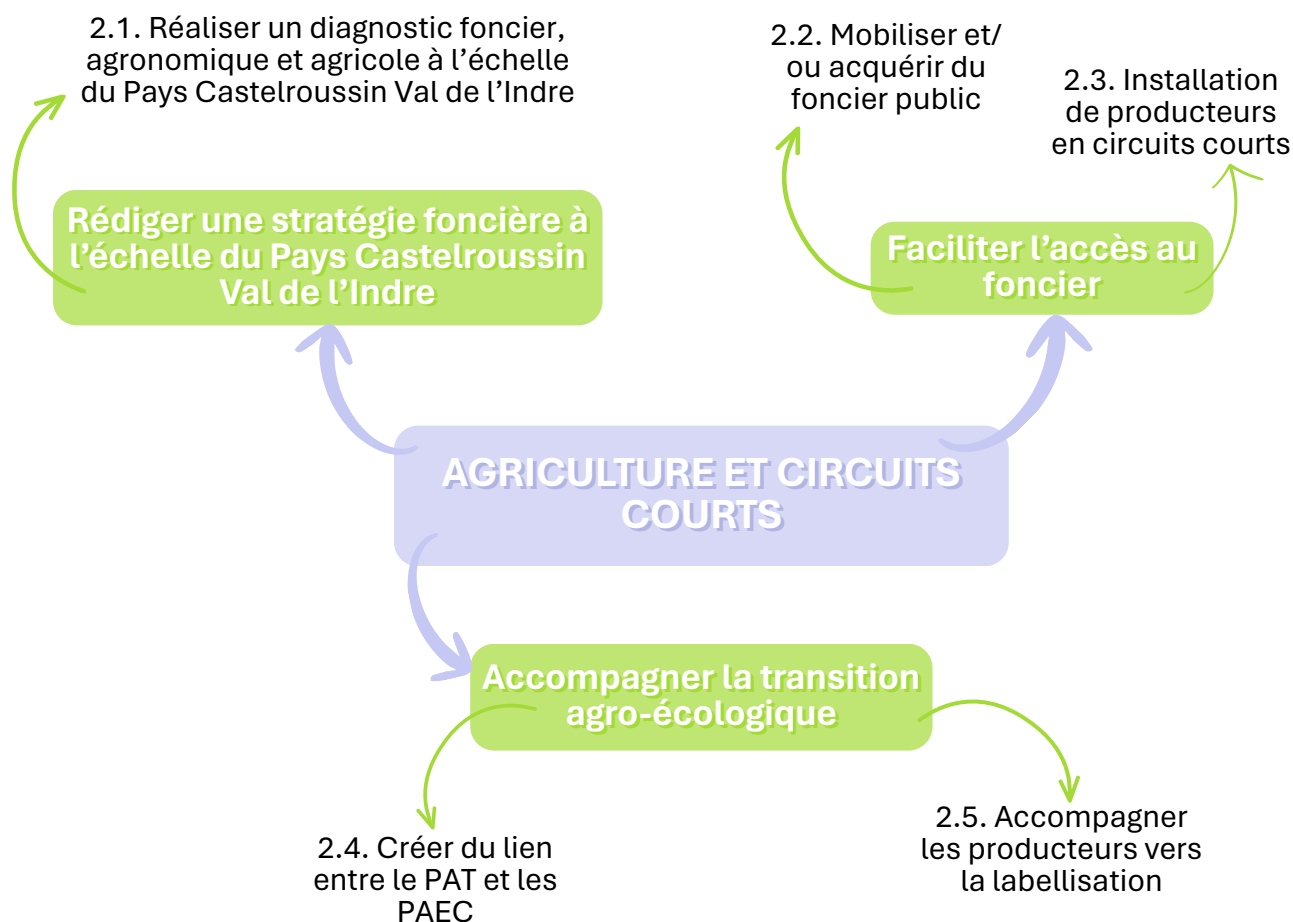 2.1. Réaliser un diagnostic foncier,
agronomique et agricole à l’échelle
du Pays Castelroussin Val de l’Indre
2.2. Mobiliser et/
ou acquérir du
foncier public
2.3. Installation
de producteurs
en circuits courts
Rédiger une stratégie foncière à
l’échelle du Pays Castelroussin
Val de l’Indre
Faciliter l’accès au
foncier
AGRICULTURE ET CIRCUITS
COURTS
Accompagner la transition
agro-écologique
2.4. Créer du lien
entre le PAT et les
PAEC
2.5. Accompagner
les producteurs vers
la labellisation